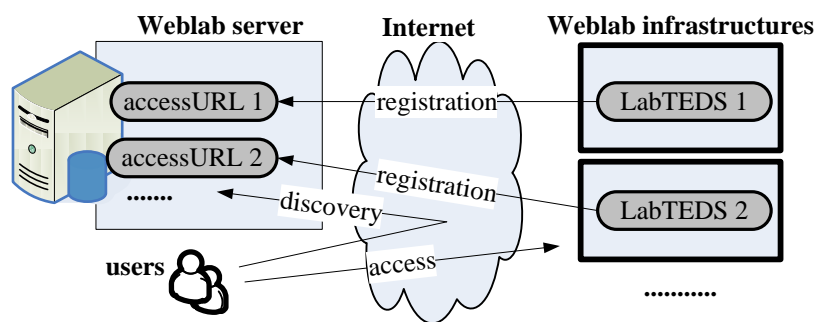 Weblab server
Internet
Weblab infrastructures
accessURL 1
registration
LabTEDS 1
accessURL 2
registration
LabTEDS 2
.......
discovery
users
access
...........